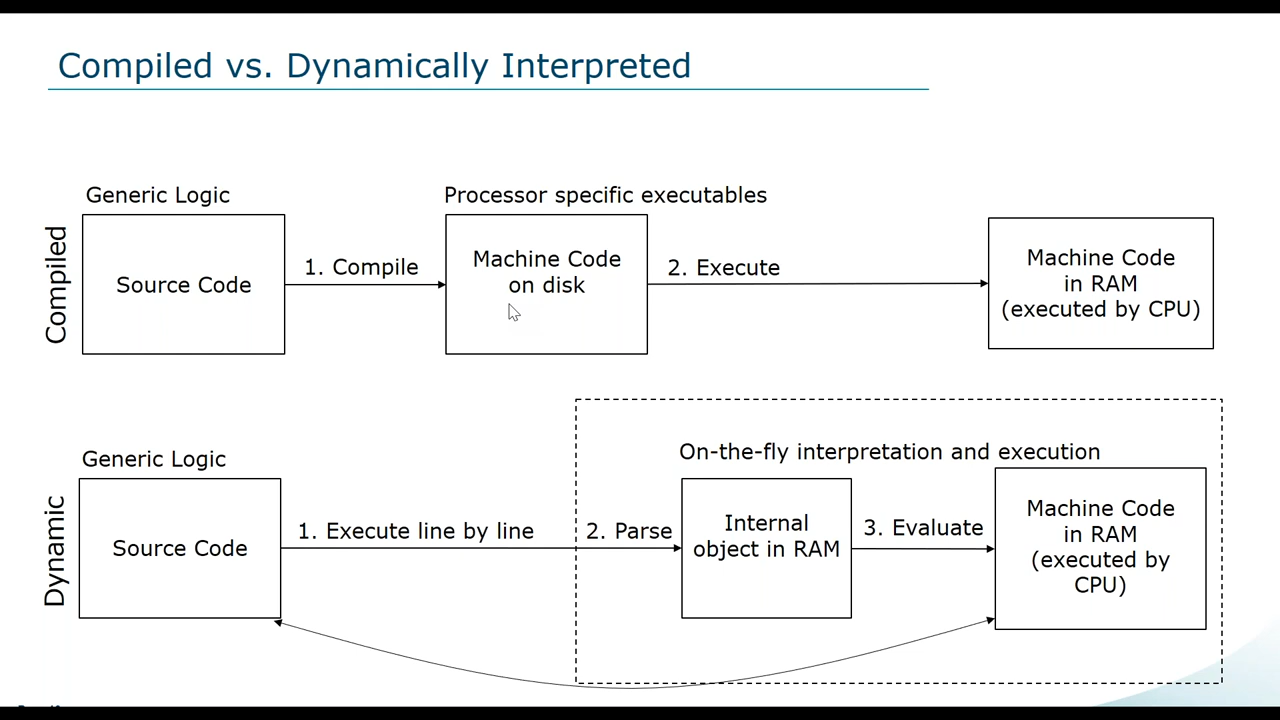 Compiled vs. Dynamically Interpreted
Generic Logic
Processor specific executables
Compiled
Source Code
1. Compile
Machine Code
on disk
2. Execute
Machine Code
in RAM
(executed by CPU)
On-the-fly interpretation and execution
Generic Logic
Dynamic
Source Code
1. Execute line by line
2. Parse
Internal
object in RAM
3. Evaluate
Machine Code
in RAM
(executed by
CPU)